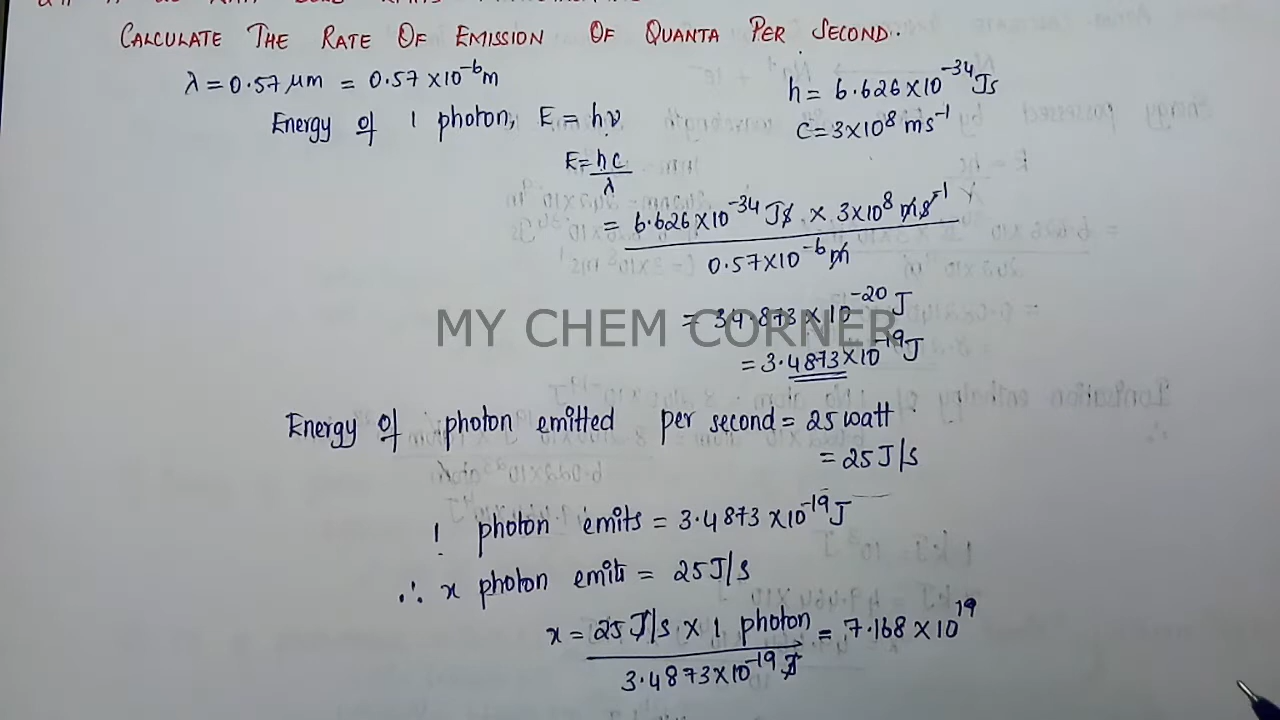 CALCULATE THE RATE OF EMISSION OF QUANTA PER SECOND.
λ = 0.57 μm = 0.57 × 10⁻⁶m
h = 6.626 × 10⁻³⁴ Js
Energy of 1 photon, E = hν
C = 3 × 10⁸ ms⁻¹
E = hc/λ
= 6.626 × 10⁻³⁴ Js × 3 × 10⁸ ms⁻¹
0.57 × 10⁻⁶ m
= 34.873 × 10⁻²⁰ J
MY CHEM CORNER
= 3.4873 × 10⁻¹⁹ J
Energy of photon emitted per second = 25 watt
= 25 J/s
1 photon emits = 3.4873 × 10⁻¹⁹ J
∴ x photon emits = 25 J/s
x = 25 J/s × 1 photon = 7.168 × 10¹⁹
3.4873 × 10⁻¹⁹ J